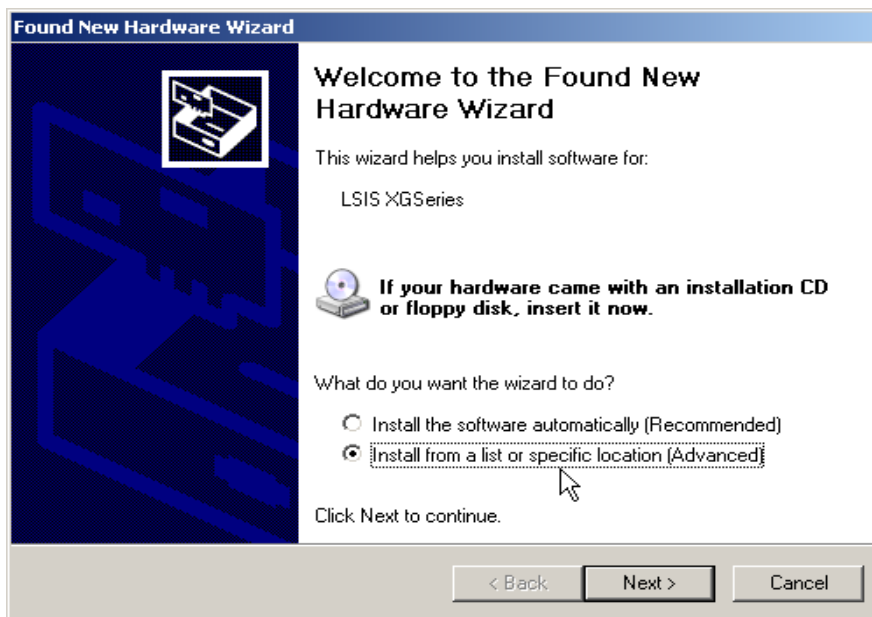 Found New Hardware Wizard
Welcome to the Found New
Hardware Wizard
This wizard helps you install software for:
LSIS XGSeries
If your hardware came with an installation CD
or floppy disk, insert it now.
What do you want the wizard to do?
Install the software automatically (Recommended)
Install from a list or specific location (Advanced)
Click Next to continue.
< Back
Next >
Cancel